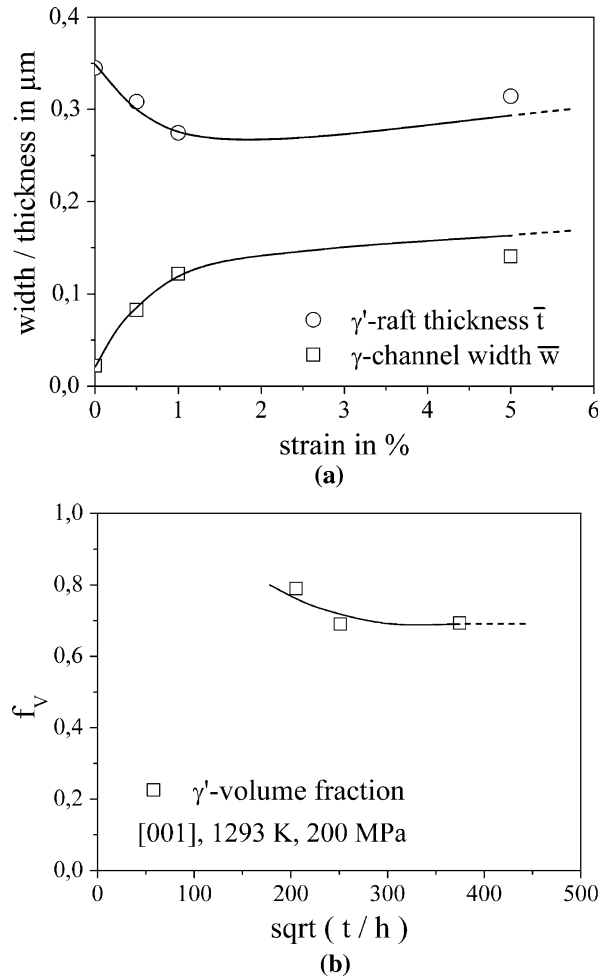 0,4
0,3
0,2
0,1
0,0
width / thickness in μm
γ'-raft thickness t̅
γ-channel width w̅
0 1 2 3 4 5 6
strain in %
(a)
1,0
0,8
0,6
0,4
0,2
0,0
f_V
γ'-volume fraction
[001], 1293 K, 200 MPa
0 100 200 300 400 500
sqrt ( t / h )
(b)